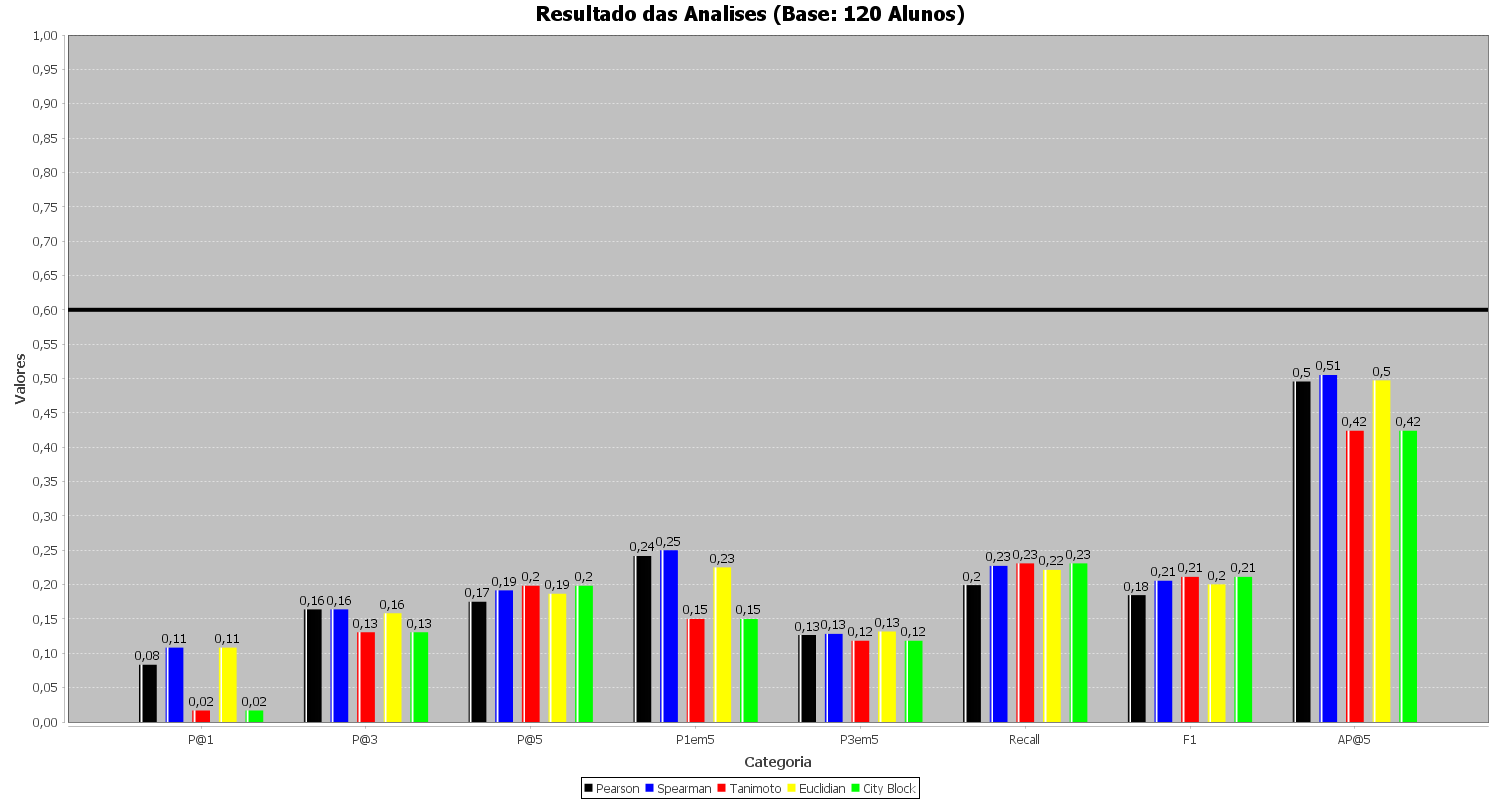 Resultado das Analises (Base: 120 Alunos)
1,00
0,95
0,90
0,85
0,80
0,75
0,70
0,65
0,60
0,55
0,50
0,45
0,40
0,35
0,30
0,25
0,20
0,15
0,10
0,05
0,00
Valores
0,08 0,11 0,02 0,11 0,02
0,16 0,16 0,13 0,16 0,13
0,17 0,19 0,2 0,19 0,2
0,24 0,25 0,15 0,23 0,15
0,13 0,13 0,12 0,13 0,12
0,2 0,23 0,23 0,22 0,23
0,18 0,21 0,21 0,2 0,21
0,5 0,51 0,42 0,5 0,42
P@1 P@3 P@5 P1em5 P3em5 Recall F1 AP@5
Categoria
Pearson Spearman Tanimoto Euclidian City Block